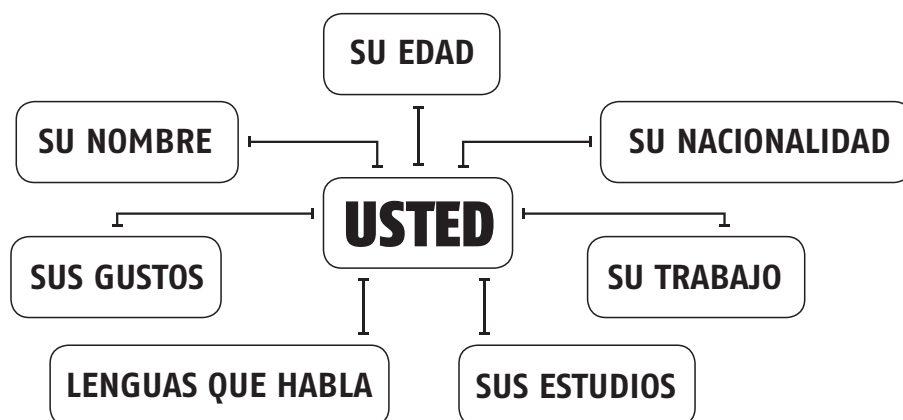 SU EDAD
SU NOMBRE
SU NACIONALIDAD
USTED
SUS GUSTOS
SU TRABAJO
LENGUAS QUE HABLA
SUS ESTUDIOS